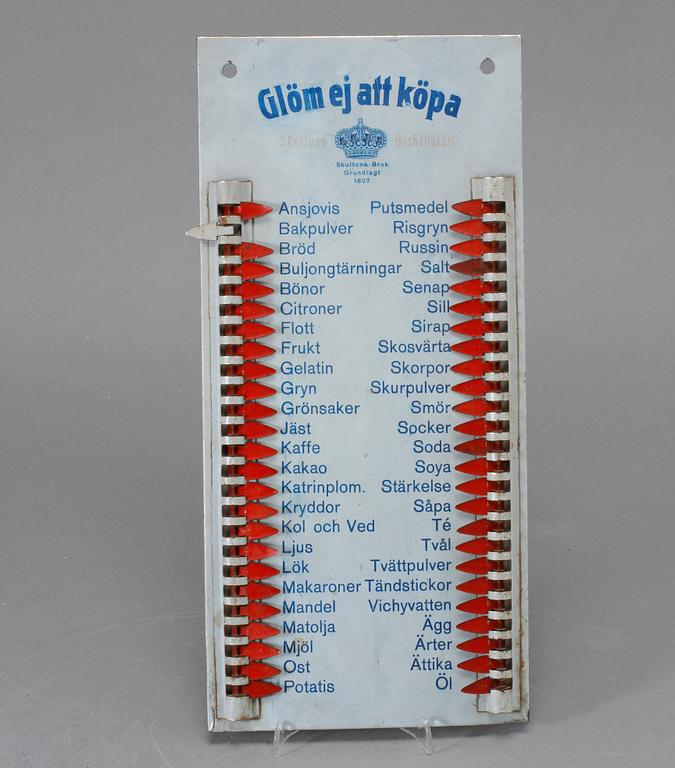 Glöm ej att köpa
Skultuna Hushållskärl
Skultuna Bruk
Grundlagt
1607
Ansjovis Putsmedel
Bakpulver Risgryn
Bröd Russin
Buljongtärningar Salt
Bönor Senap
Citroner Sill
Flott Sirap
Frukt Skosvärta
Gelatin Skorpor
Gryn Skurpulver
Grönsaker Smör
Jäst Socker
Kaffe Soda
Kakao Soya
Katrinplom. Stärkelse
Kryddor Såpa
Kol och Ved Té
Ljus Tvål
Lök Tvättpulver
Makaroner Tändstickor
Mandel Vichyvatten
Matolja Ägg
Mjöl Ärter
Ost Ättika
Potatis Öl